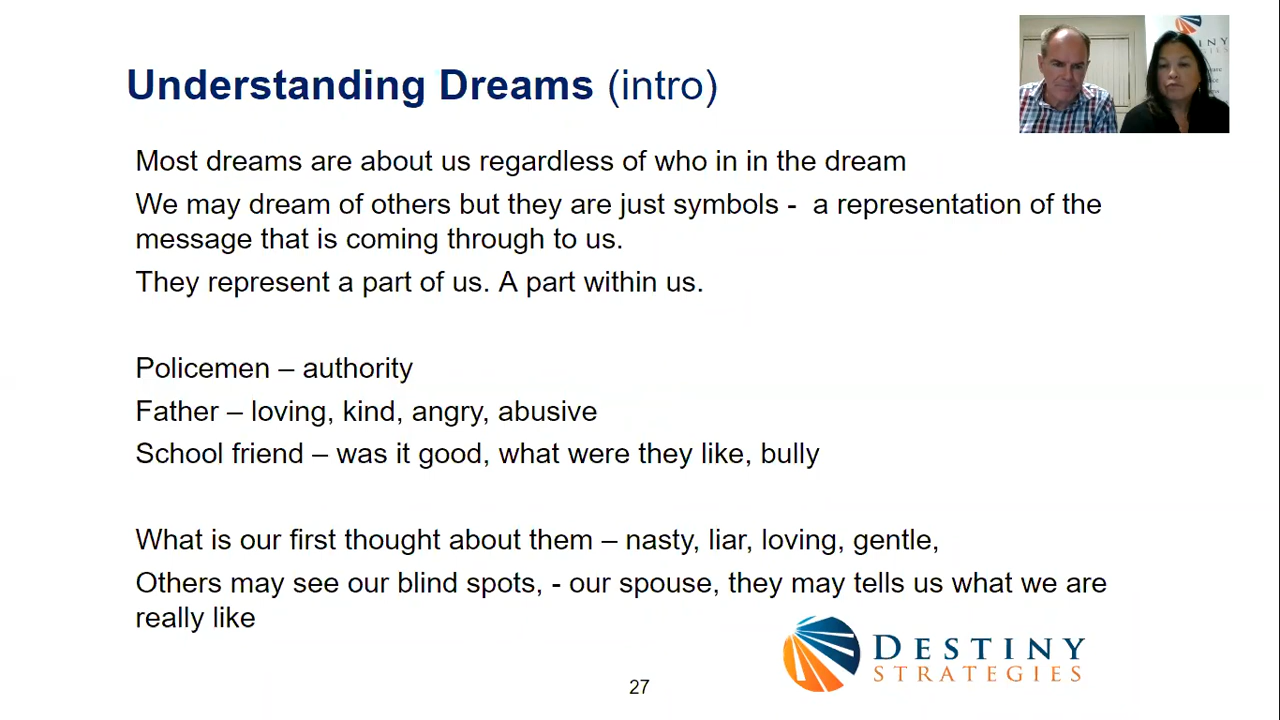 Understanding Dreams (intro)
Most dreams are about us regardless of who in in the dream
We may dream of others but they are just symbols -  a representation of the
message that is coming through to us.
They represent a part of us. A part within us.
Policemen – authority
Father – loving, kind, angry, abusive
School friend – was it good, what were they like, bully
What is our first thought about them – nasty, liar, loving, gentle,
Others may see our blind spots, - our spouse, they may tells us what we are
really like
DESTINY
STRATEGIES
27